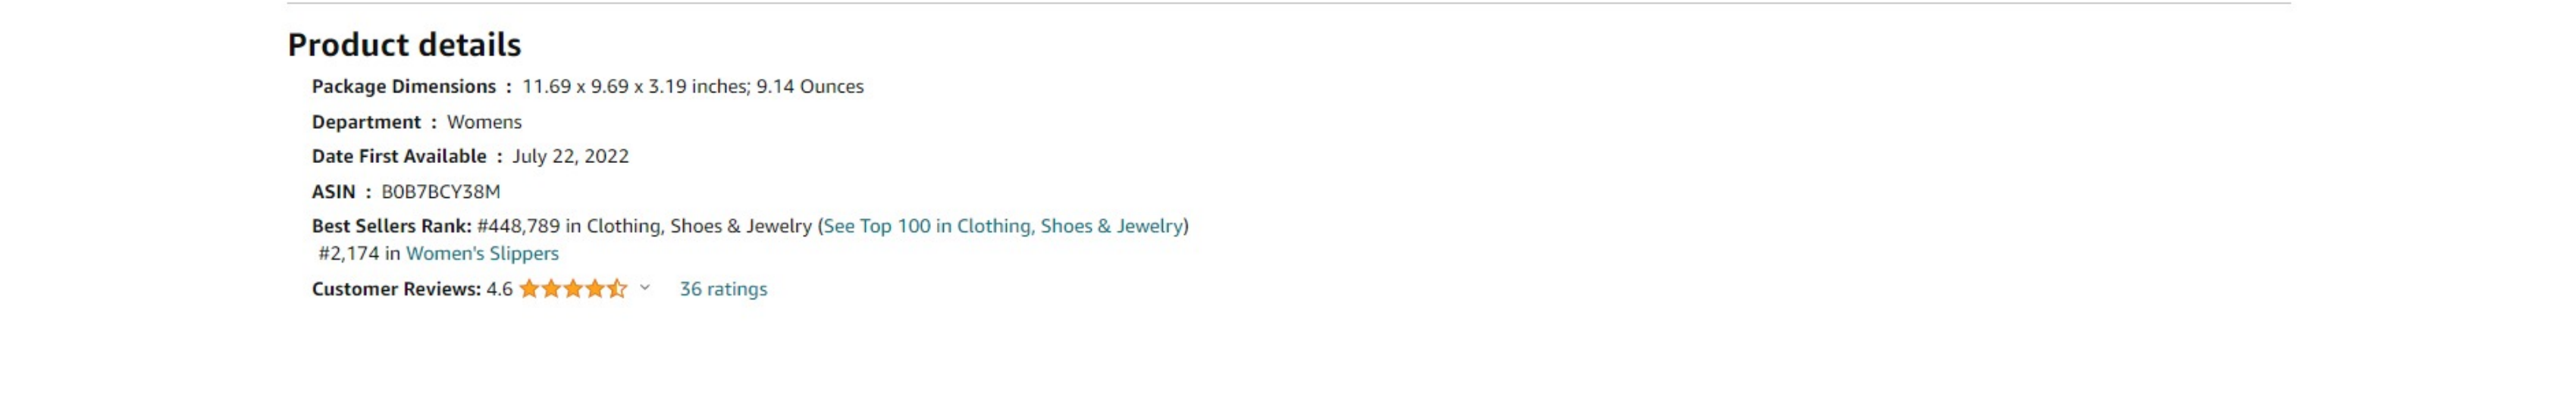 Product details
Package Dimensions : 11.69 x 9.69 x 3.19 inches; 9.14 Ounces
Department : Womens
Date First Available : July 22, 2022
ASIN : B0B7BCY38M
Best Sellers Rank: #448,789 in Clothing, Shoes & Jewelry (See Top 100 in Clothing, Shoes & Jewelry)
#2,174 in Women's Slippers
Customer Reviews: 4.6 36 ratings